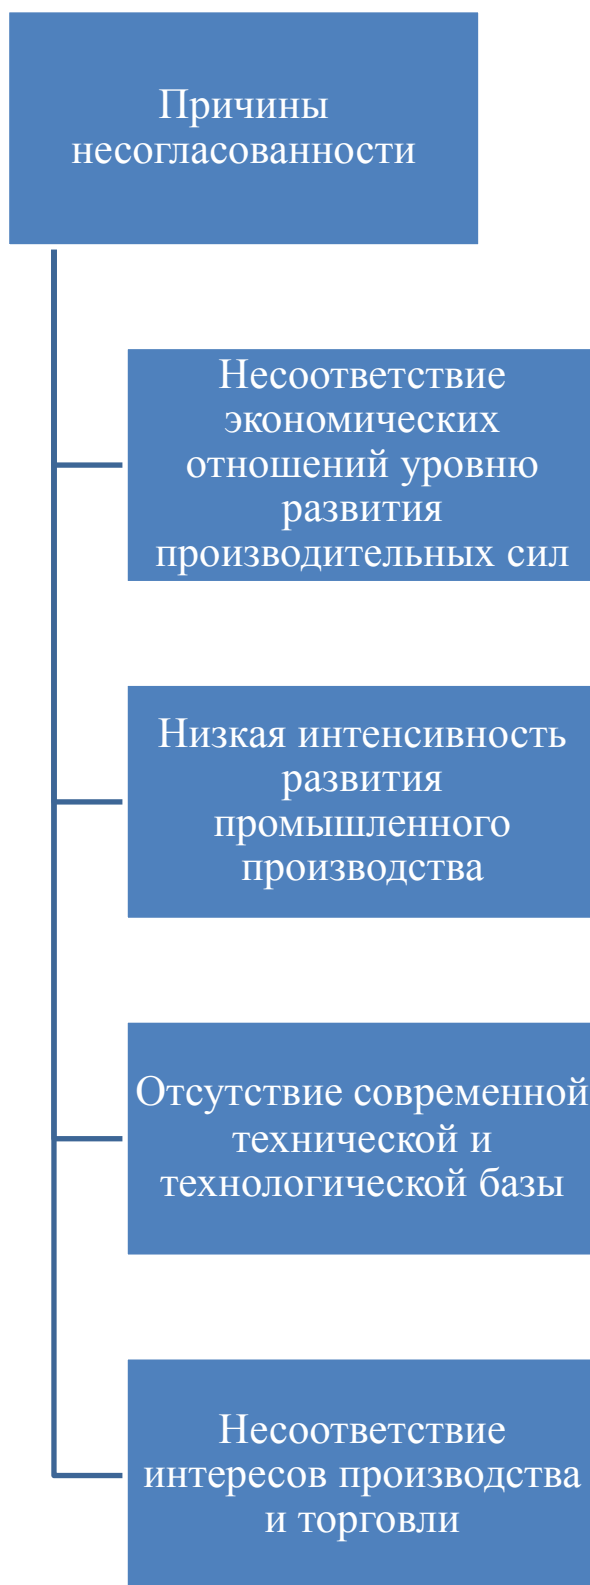 Причины
несогласованности
Несоответствие
экономических
отношений уровню
развития
производительных сил
Низкая интенсивность
развития
промышленного
производства
Отсутствие современной
технической и
технологической базы
Несоответствие
интересов производства
и торговли